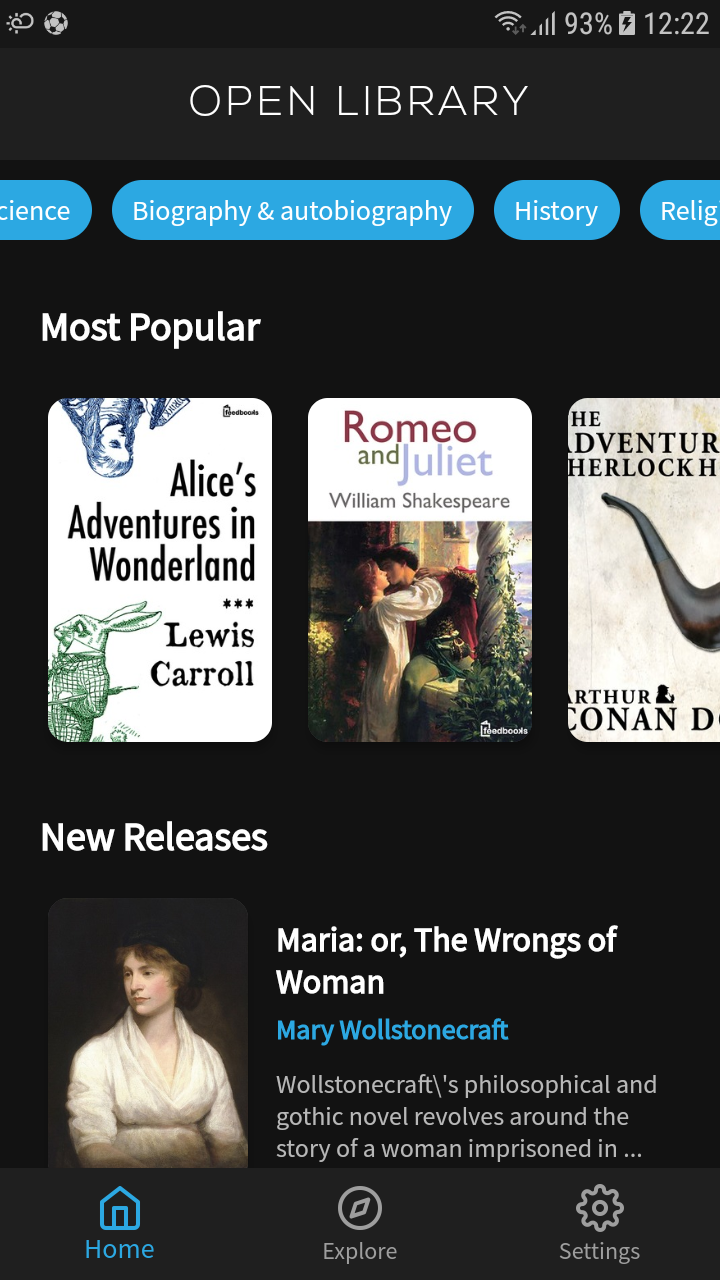 93% 12:22
OPEN LIBRARY
cience Biography & autobiography History Relig
Most Popular
feedbooks
Alice's
Adventures in
Wonderland
***
Lewis
Carroll
Romeo
and Juliet
William Shakespeare
feedbooks
HE
ADVENTUR
HERLOCK H
ARTHUR
CONAN DO
New Releases
Maria: or, The Wrongs of
Woman
Mary Wollstonecraft
Wollstonecraft\'s philosophical and
gothic novel revolves around the
story of a woman imprisoned in ...
Home Explore Settings